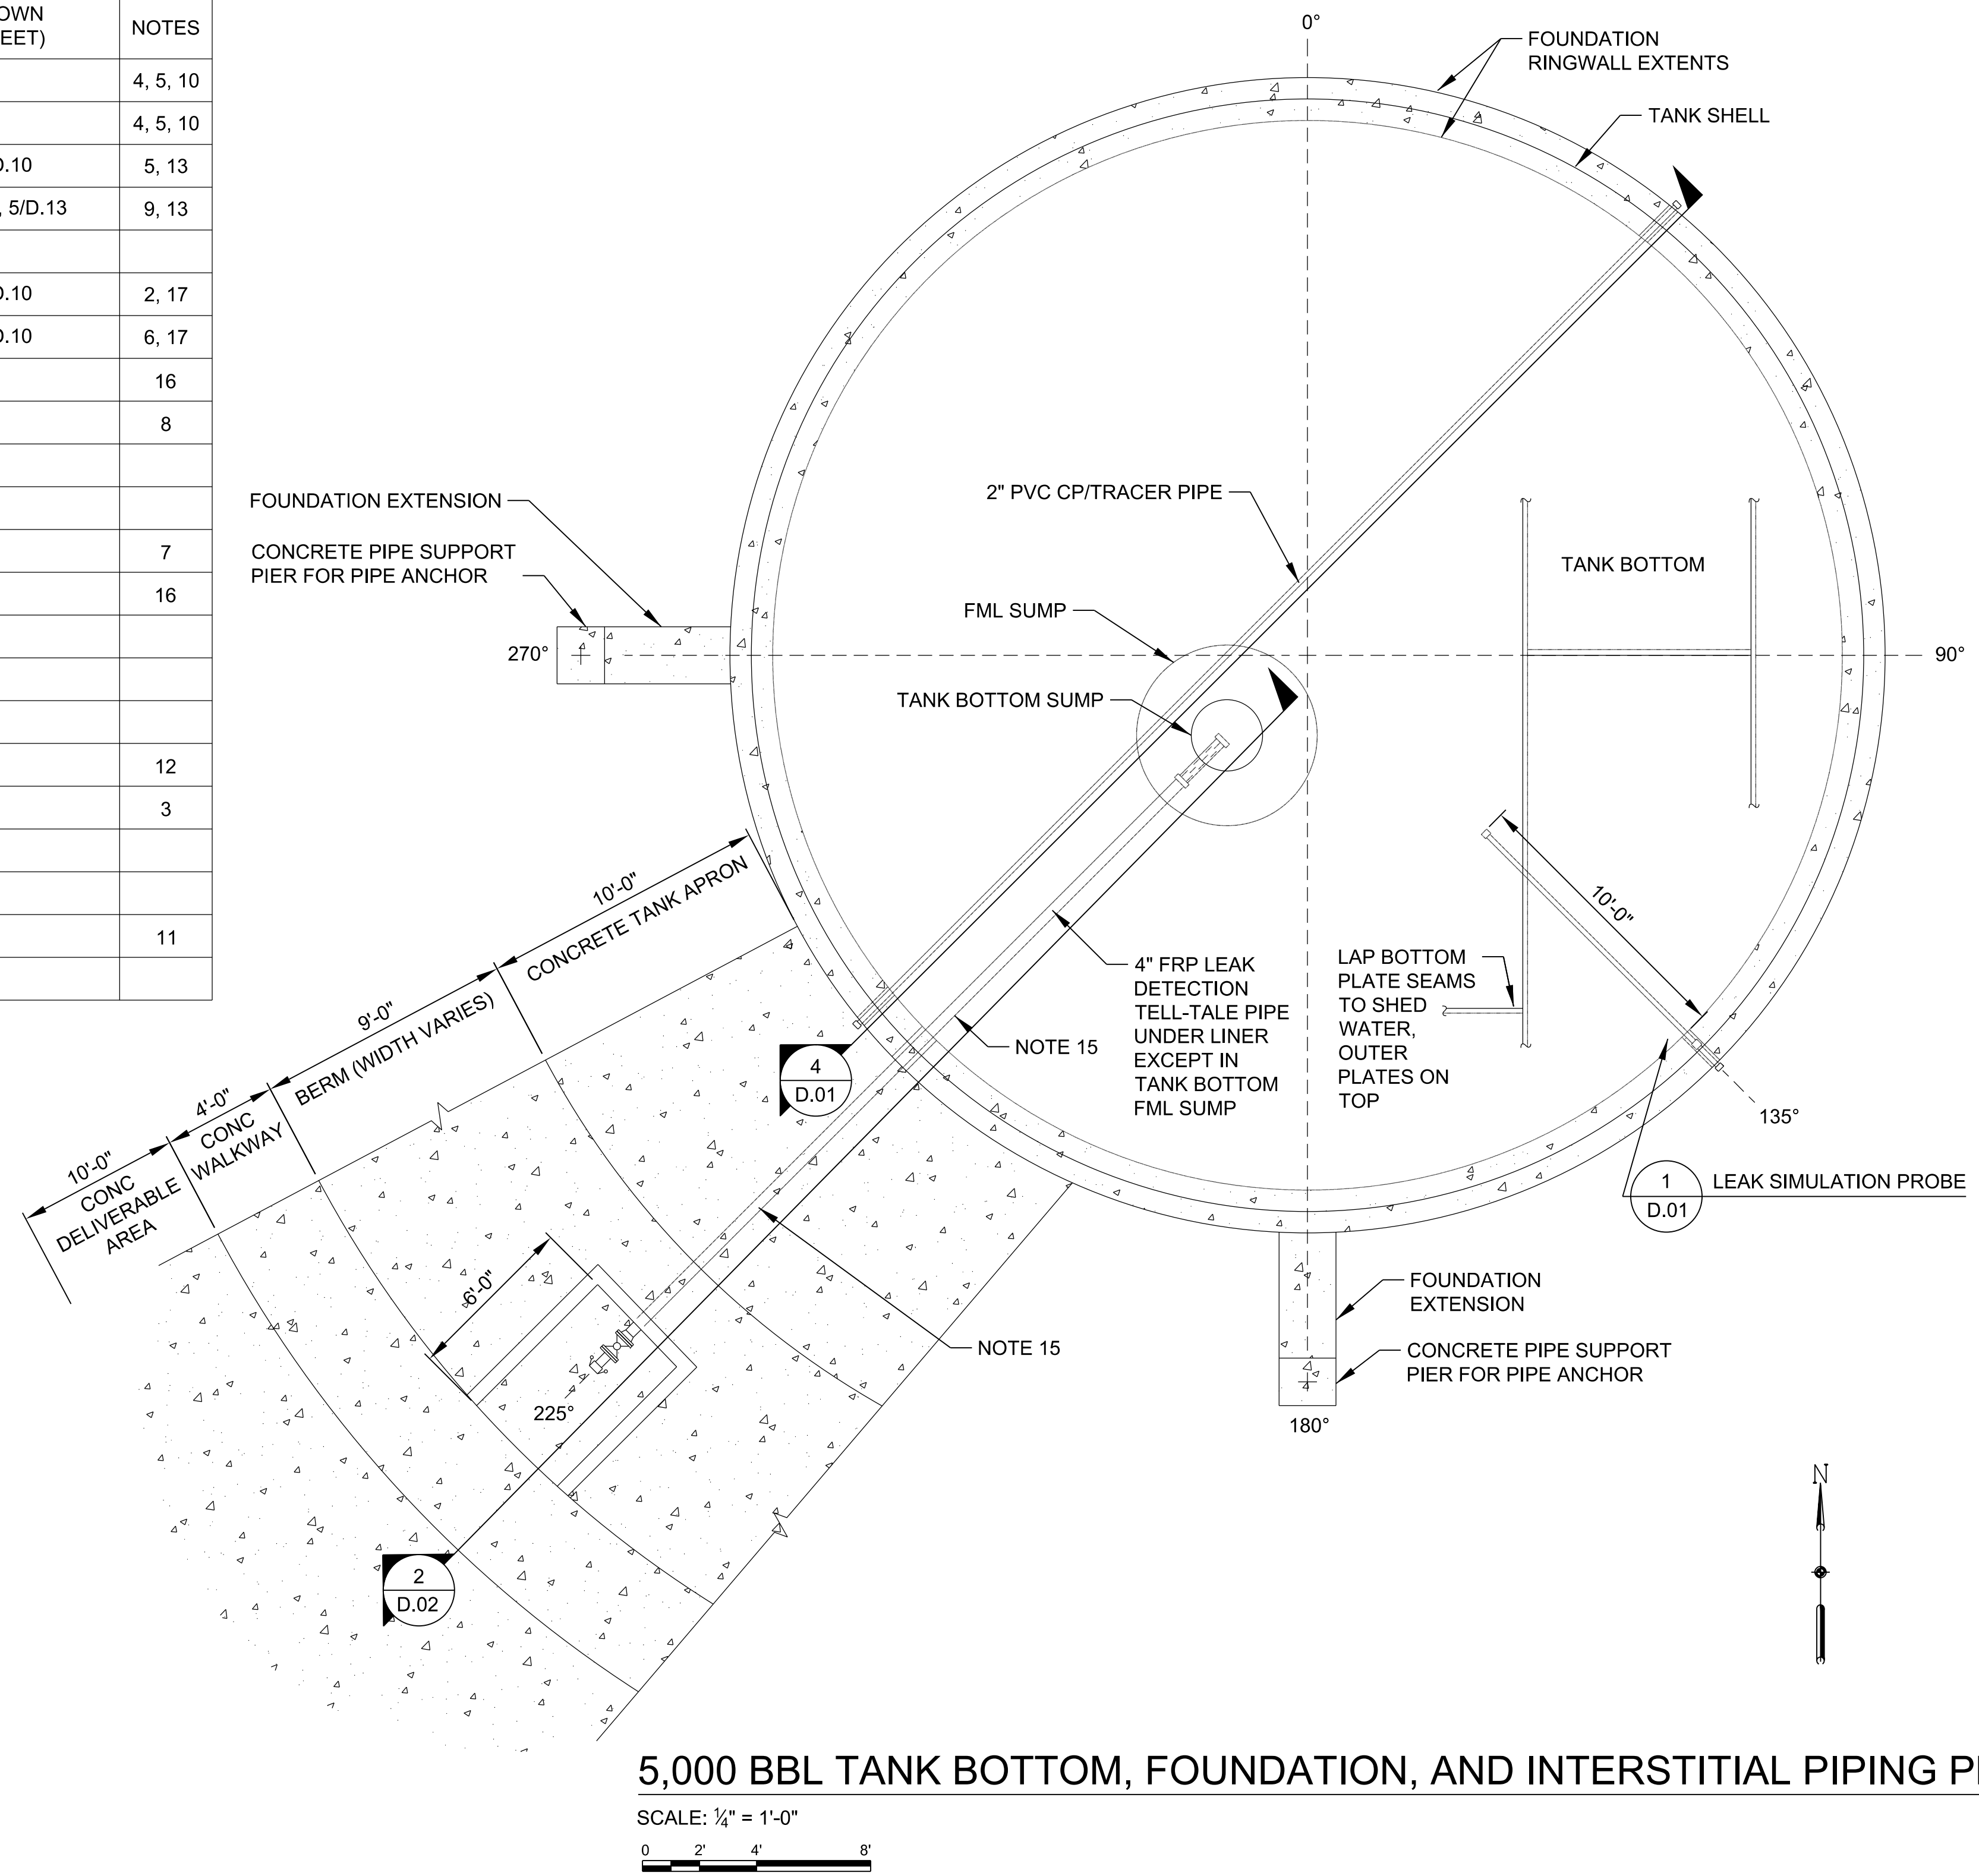 OWN
EET)
NOTES
4, 5, 10
4, 5, 10
D.10
5, 13
, 5/D.13
9, 13
D.10
2, 17
D.10
6, 17
16
8
7
16
12
3
11
0°
FOUNDATION
RINGWALL EXTENTS
TANK SHELL
2" PVC CP/TRACER PIPE
FOUNDATION EXTENSION
CONCRETE PIPE SUPPORT
PIER FOR PIPE ANCHOR
TANK BOTTOM
FML SUMP
270°
90°
TANK BOTTOM SUMP
10'-0"
CONCRETE TANK APRON
9'-0"
BERM (WIDTH VARIES)
4'-0"
CONC
WALKWAY
10'-0"
CONC
DELIVERABLE
AREA
10'-0"
4" FRP LEAK
DETECTION
TELL-TALE PIPE
UNDER LINER
EXCEPT IN
TANK BOTTOM
FML SUMP
LAP BOTTOM
PLATE SEAMS
TO SHED
WATER,
OUTER
PLATES ON
TOP
NOTE 15
4
D.01
135°
1
D.01
LEAK SIMULATION PROBE
6'-0"
FOUNDATION
EXTENSION
NOTE 15
CONCRETE PIPE SUPPORT
PIER FOR PIPE ANCHOR
225°
180°
N
2
D.02
5,000 BBL TANK BOTTOM, FOUNDATION, AND INTERSTITIAL PIPING P
SCALE: ¼" = 1'-0"
0 2' 4' 8'